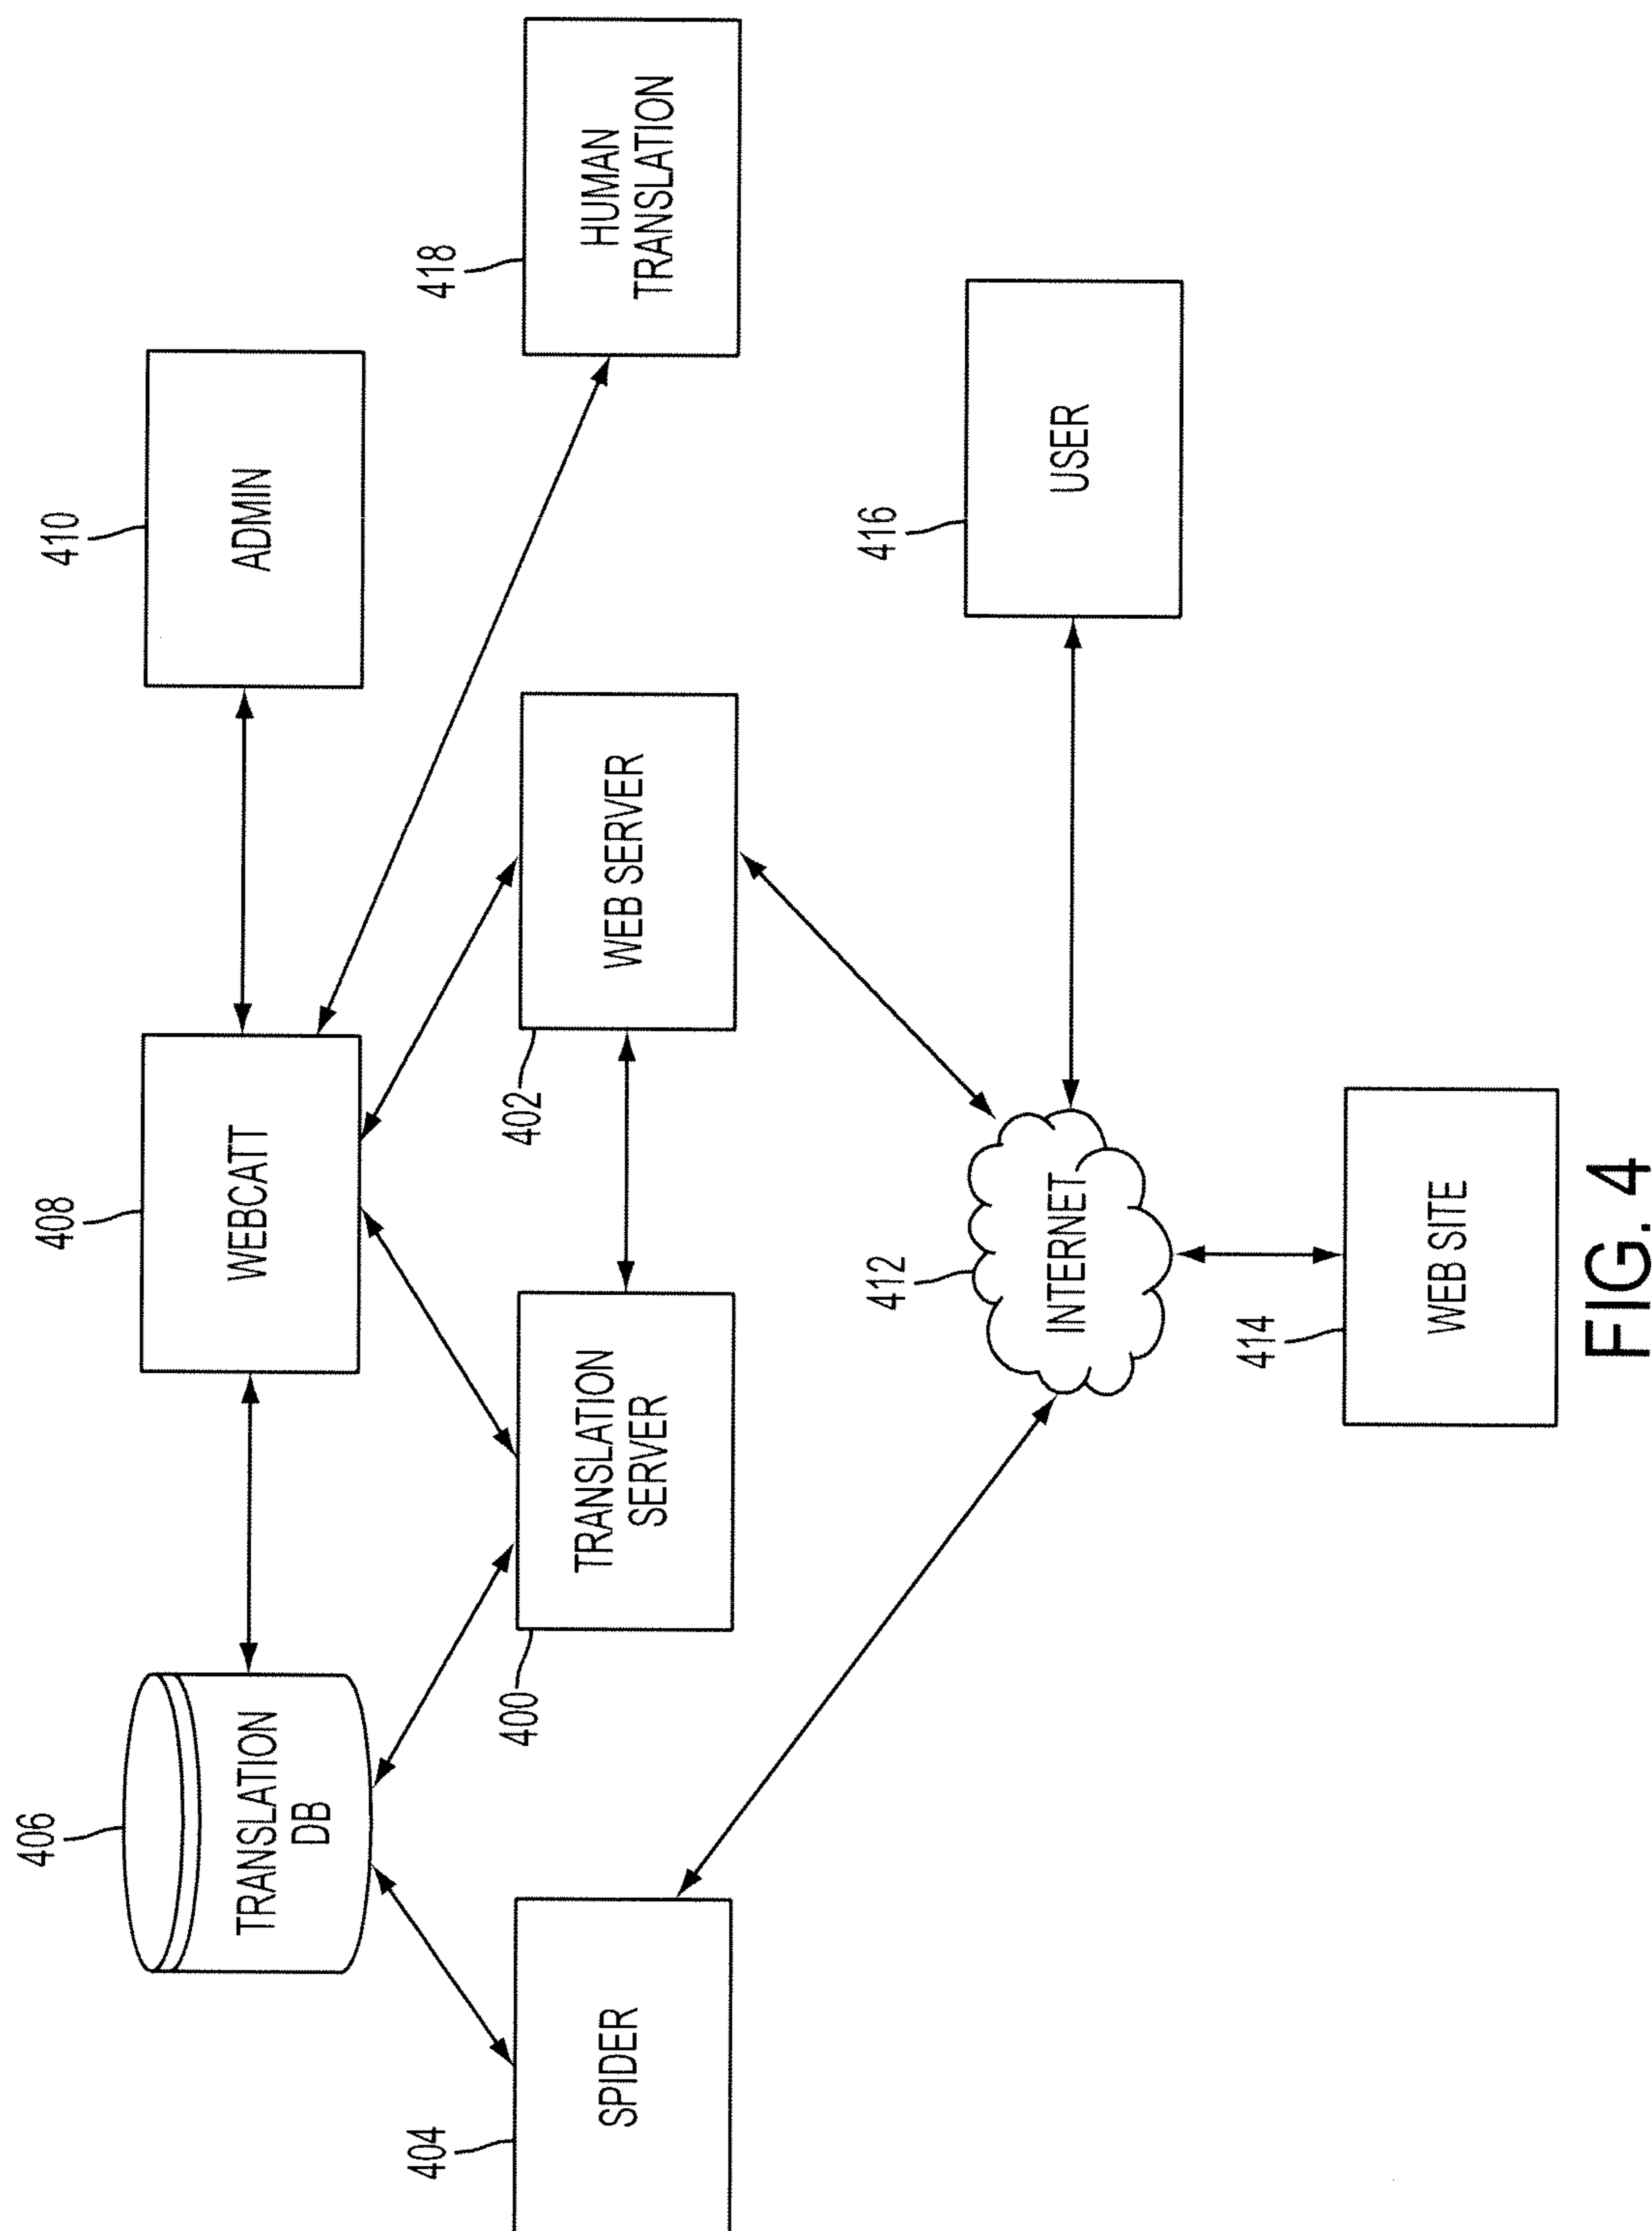 406
TRANSLATION
DB
408
WEBCATT
410
ADMIN
404
SPIDER
400
TRANSLATION
SERVER
402
WEB SERVER
418
HUMAN
TRANSLATION
412
INTERNET
416
USER
414
WEB SITE
FIG. 4